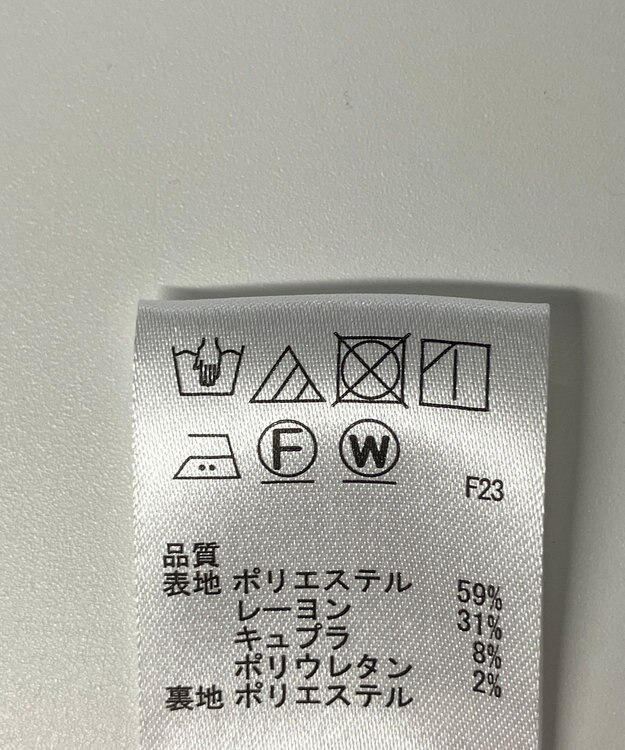 F W
F23
品質
表地 ポリエステル 59%
レーヨン 31%
キュプラ 8%
ポリウレタン 2%
裏地 ポリエステル